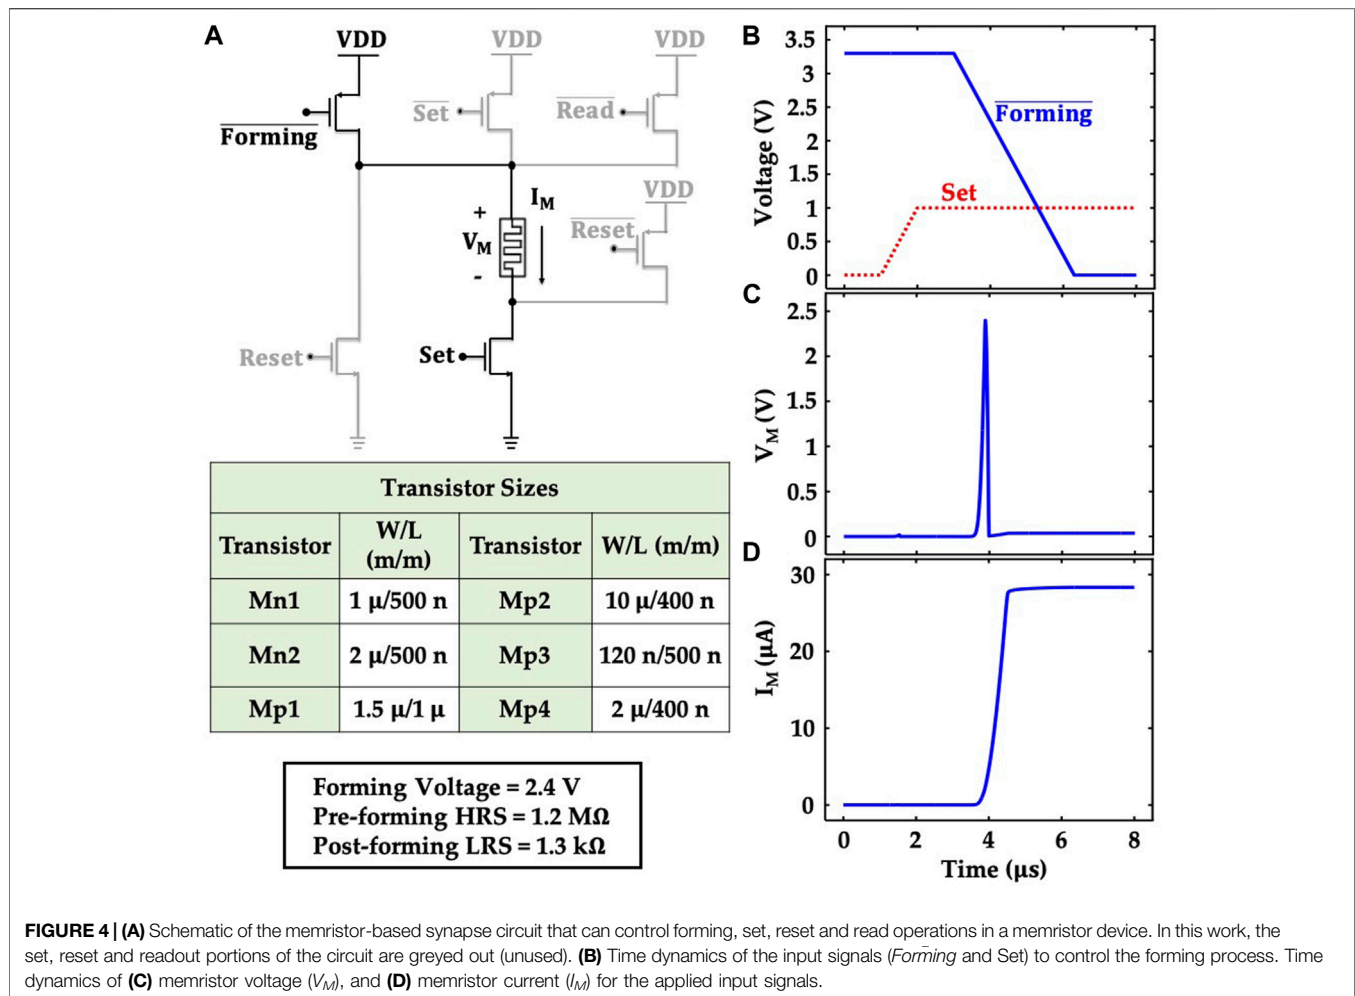 A
VDD
VDD
VDD
Forming
Set
Read
VDD
I_M
+
V_M
-
Reset
Reset
Set
Transistor Sizes
Transistor W/L (m/m) Transistor W/L (m/m)
Mn1 1 μ/500 n Mp2 10 μ/400 n
Mn2 2 μ/500 n Mp3 120 n/500 n
Mp1 1.5 μ/1 μ Mp4 2 μ/400 n
Forming Voltage = 2.4 V
Pre-forming HRS = 1.2 MΩ
Post-forming LRS = 1.3 kΩ
B
Voltage (V)
3.5
3
2.5
2
1.5
1
0.5
0
Forming
Set
C
V_M (V)
2.5
2
1.5
1
0.5
0
D
I_M (μA)
30
20
10
0
0 2 4 6 8
Time (μs)
FIGURE 4 | (A) Schematic of the memristor-based synapse circuit that can control forming, set, reset and read operations in a memristor device. In this work, the
set, reset and readout portions of the circuit are greyed out (unused). (B) Time dynamics of the input signals (Forming and Set) to control the forming process. Time
dynamics of (C) memristor voltage (V_M), and (D) memristor current (I_M) for the applied input signals.